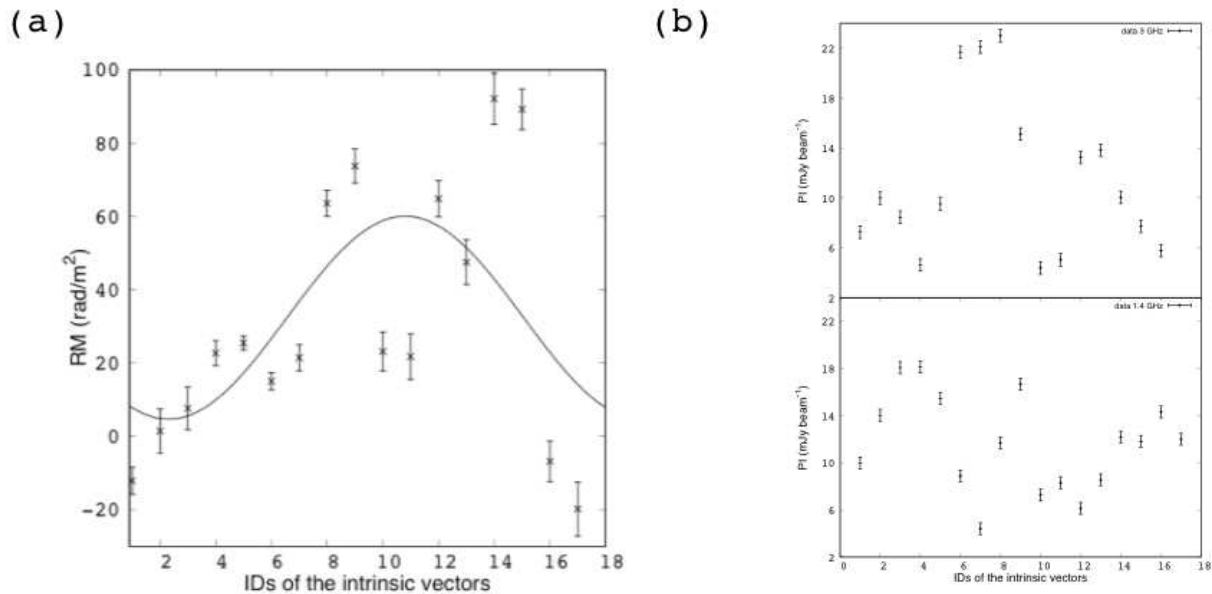 (a)
100
80
60
40
20
0
−20
RM (rad/m²)
2 4 6 8 10 12 14 16 18
IDs of the intrinsic vectors
(b)
data 3 GHz
22
18
14
10
6
2
PI (mJy beam⁻¹)
data 1.4 GHz
22
18
14
10
6
2
PI (mJy beam⁻¹)
0 2 4 6 8 10 12 14 16 18
IDs of the intrinsic vectors